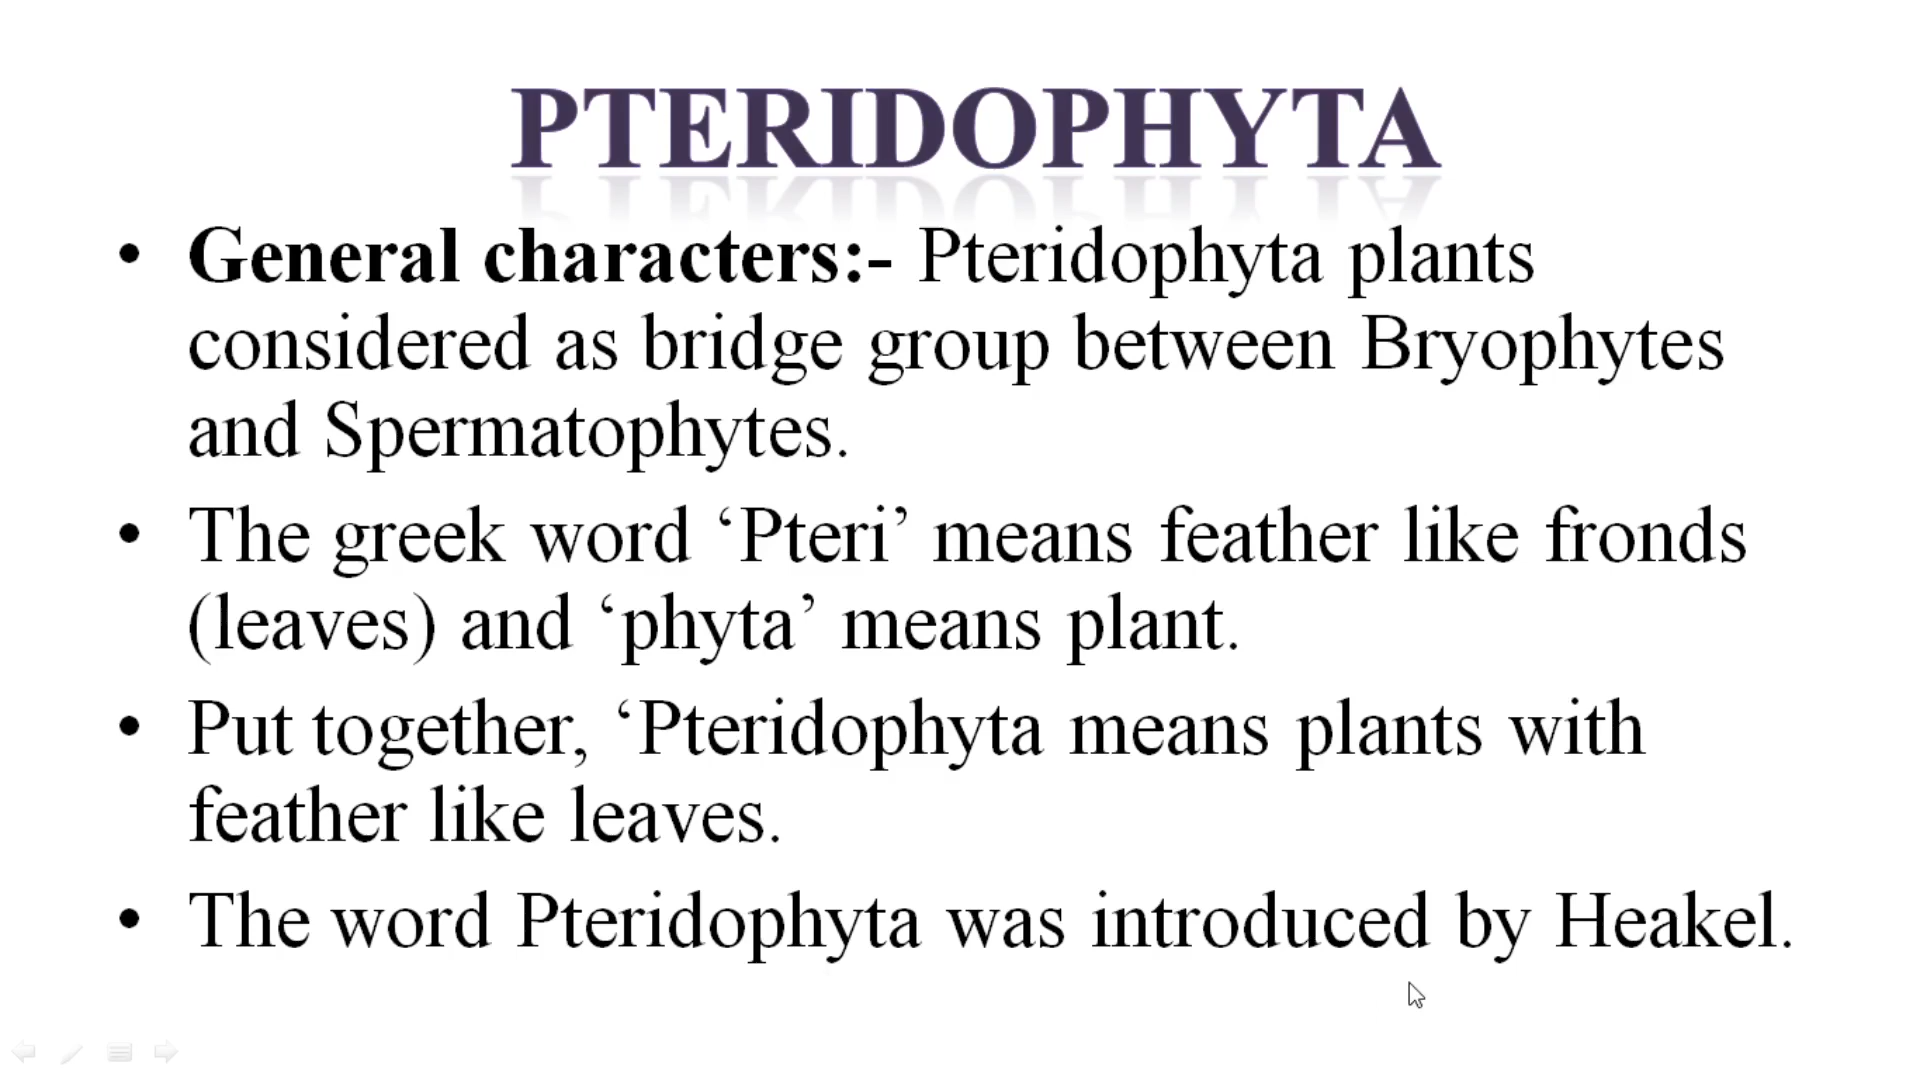 PTERIDOPHYTA
• General characters:- Pteridophyta plants
considered as bridge group between Bryophytes
and Spermatophytes.
• The greek word ‘Pteri’ means feather like fronds
(leaves) and ‘phyta’ means plant.
• Put together, ‘Pteridophyta means plants with
feather like leaves.
• The word Pteridophyta was introduced by Heakel.